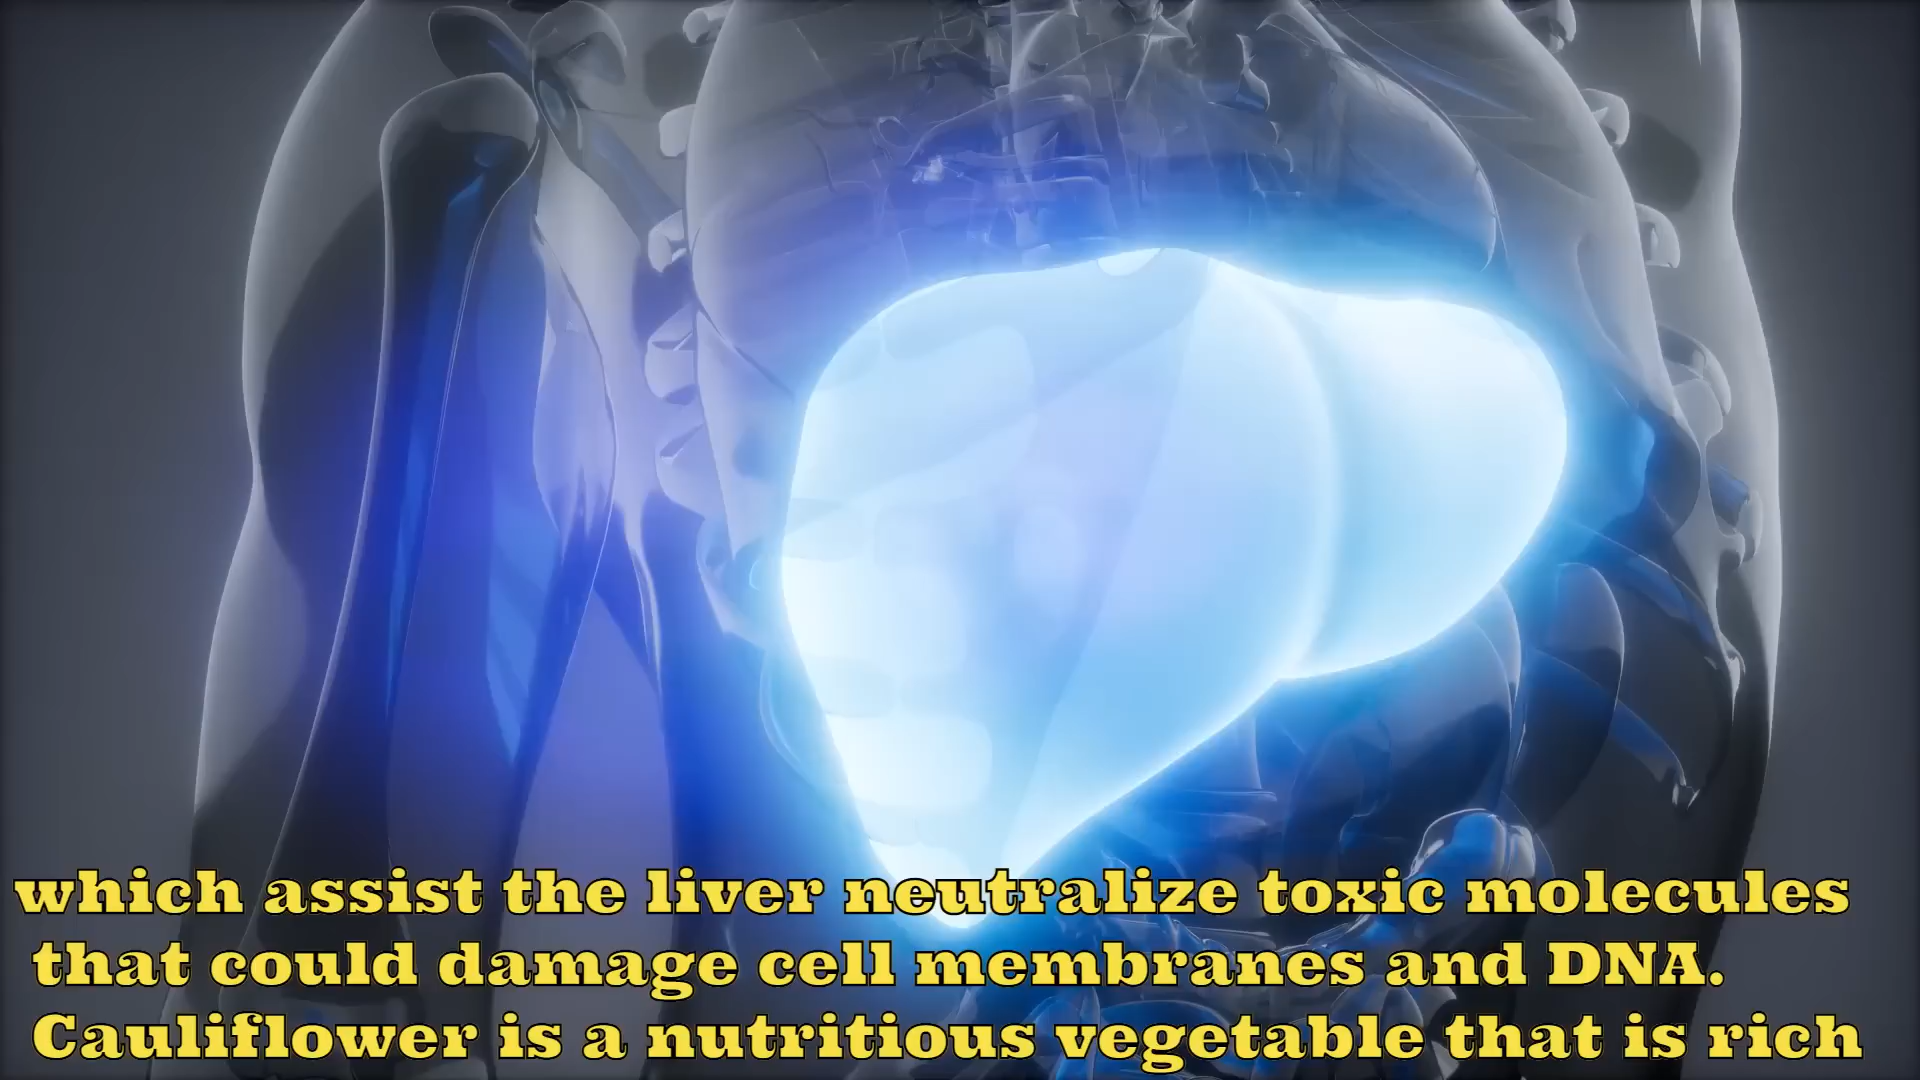 which assist the liver neutralize toxic molecules
that could damage cell membranes and DNA.
Cauliflower is a nutritious vegetable that is rich